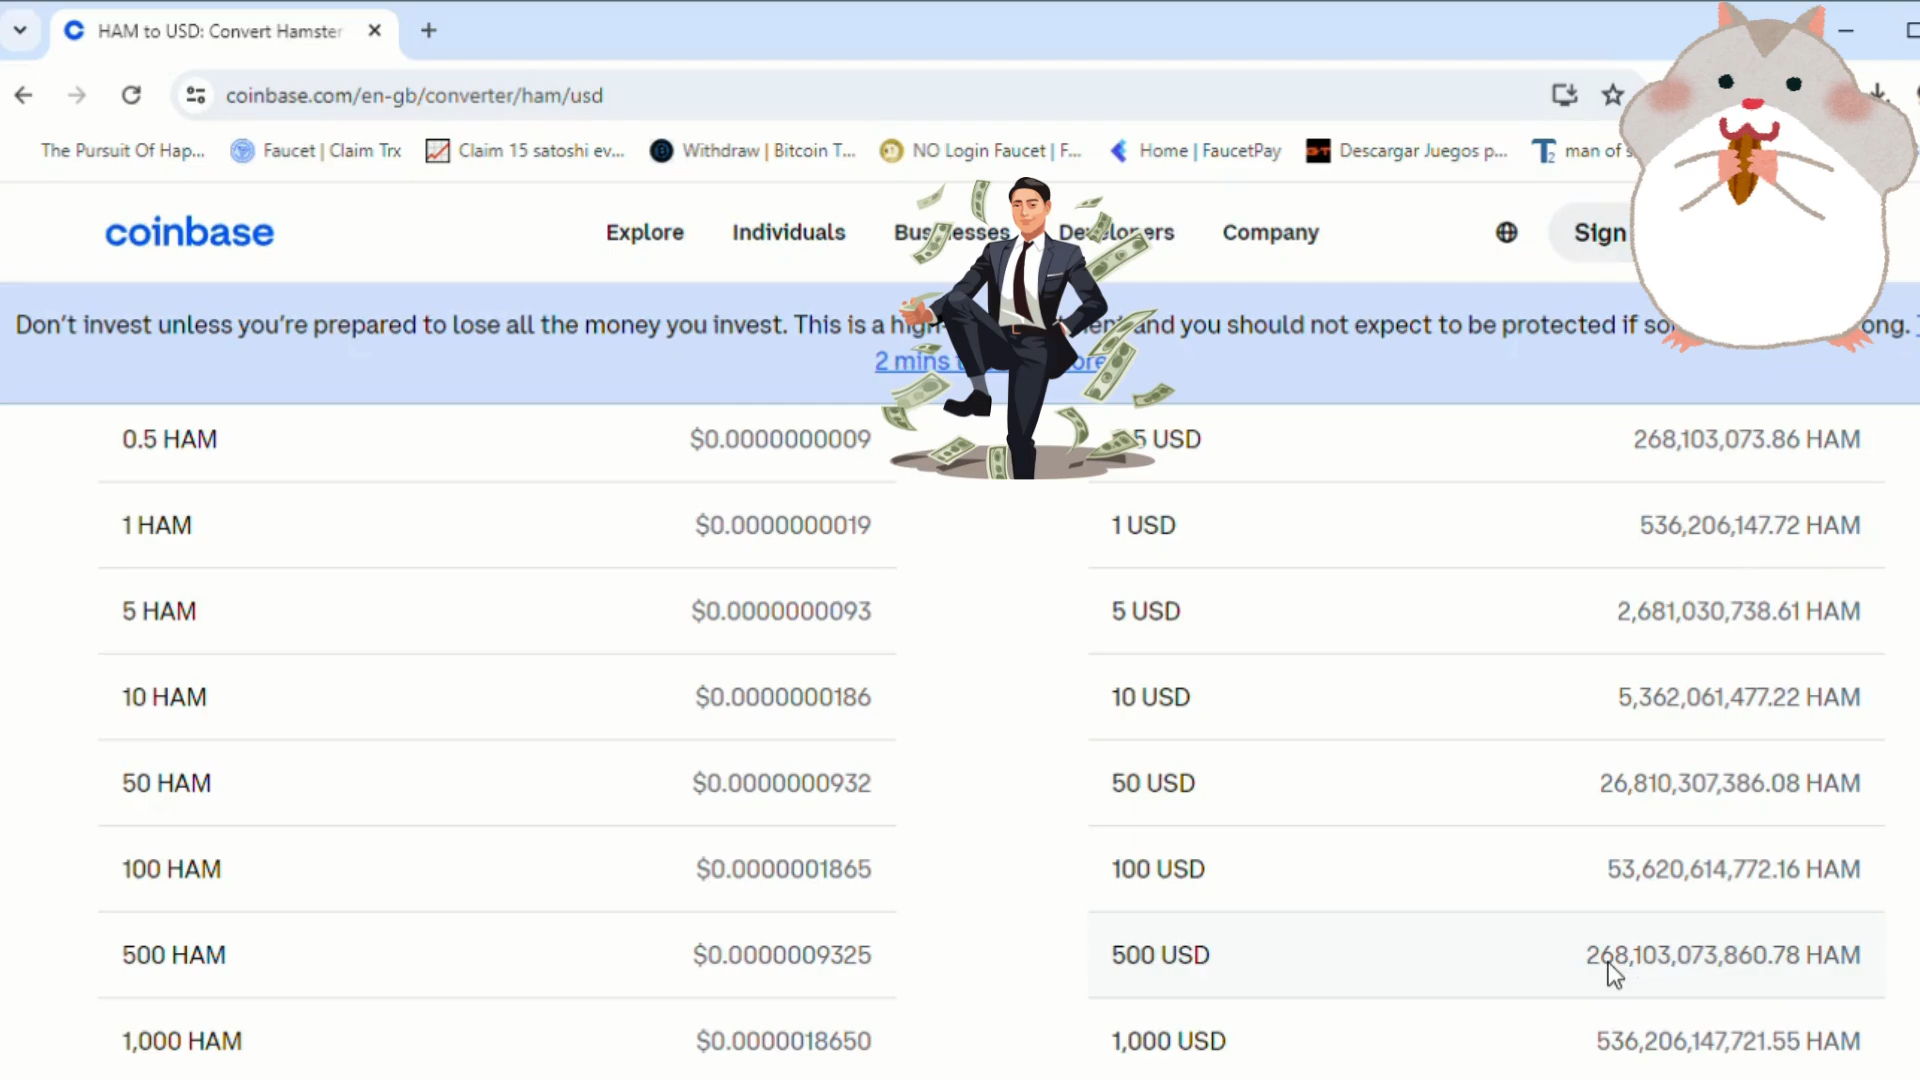 HAM to USD: Convert Hamster
coinbase.com/en-gb/converter/ham/usd
The Pursuit Of Hap... Faucet | Claim Trx Claim 15 satoshi ev... Withdraw | Bitcoin T... NO Login Faucet | F... Home | FaucetPay Descargar Juegos p... man of
coinbase Explore Individuals Businesses Developers Company Sign
Don't invest unless you're prepared to lose all the money you invest. This is a and you should not expect to be protected if
2 mins
0.5 HAM $0.0000000009 5 USD 268,103,073.86 HAM
1 HAM $0.0000000019 1 USD 536,206,147.72 HAM
5 HAM $0.0000000093 5 USD 2,681,030,738.61 HAM
10 HAM $0.0000000186 10 USD 5,362,061,477.22 HAM
50 HAM $0.0000000932 50 USD 26,810,307,386.08 HAM
100 HAM $0.0000001865 100 USD 53,620,614,772.16 HAM
500 HAM $0.0000009325 500 USD 268,103,073,860.78 HAM
1,000 HAM $0.0000018650 1,000 USD 536,206,147,721.55 HAM